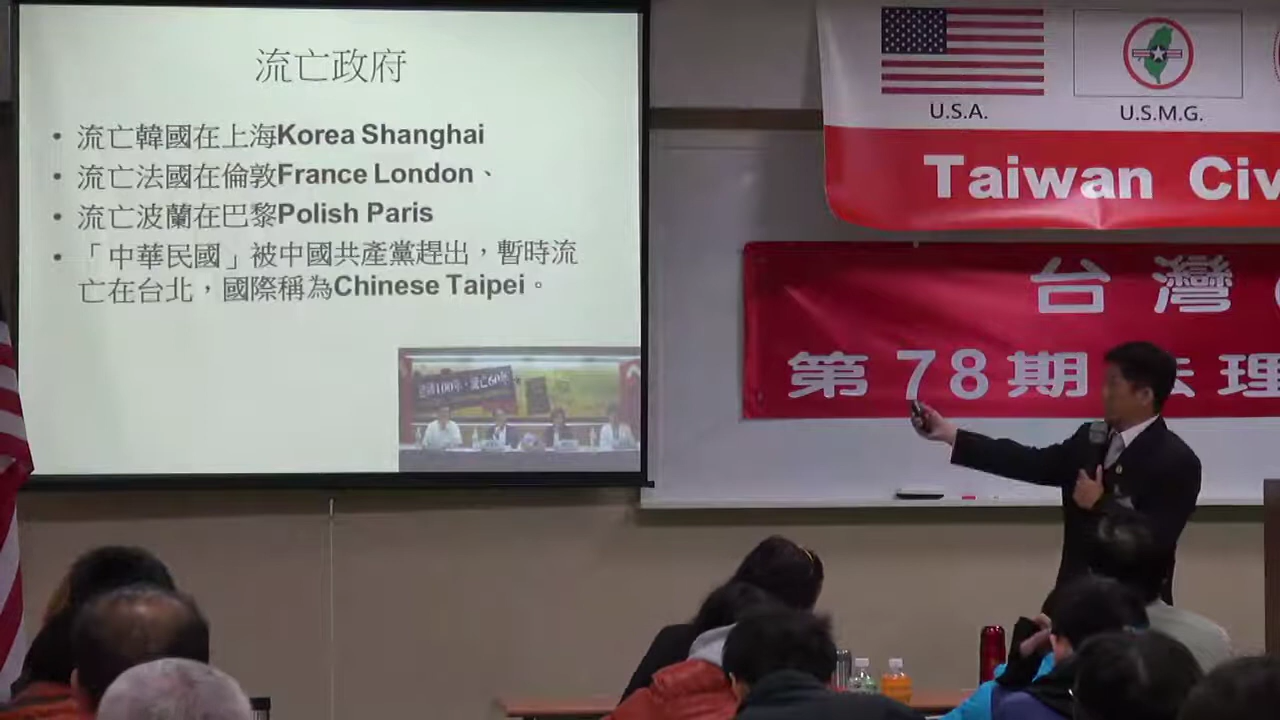 流亡政府
• 流亡韓國在上海Korea Shanghai
• 流亡法國在倫敦France London、
• 流亡波蘭在巴黎Polish Paris
• 「中華民國」被中國共產黨趕出，暫時流
亡在台北，國際稱為Chinese Taipei。
U.S.A.
U.S.M.G.
Taiwan Civ
台灣
第78期法理